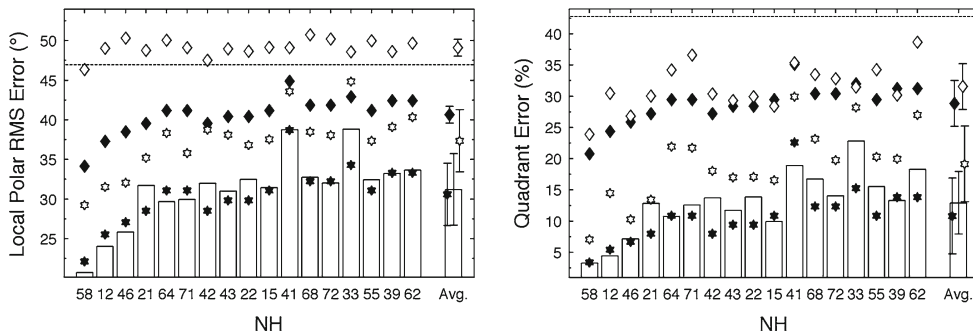 Local Polar RMS Error (°)
50
45
40
35
30
25
58 12 46 21 64 71 42 43 22 15 41 68 72 33 55 39 62 Avg.
NH
Quadrant Error (%)
40
35
30
25
20
15
10
5
58 12 46 21 64 71 42 43 22 15 41 68 72 33 55 39 62 Avg.
NH